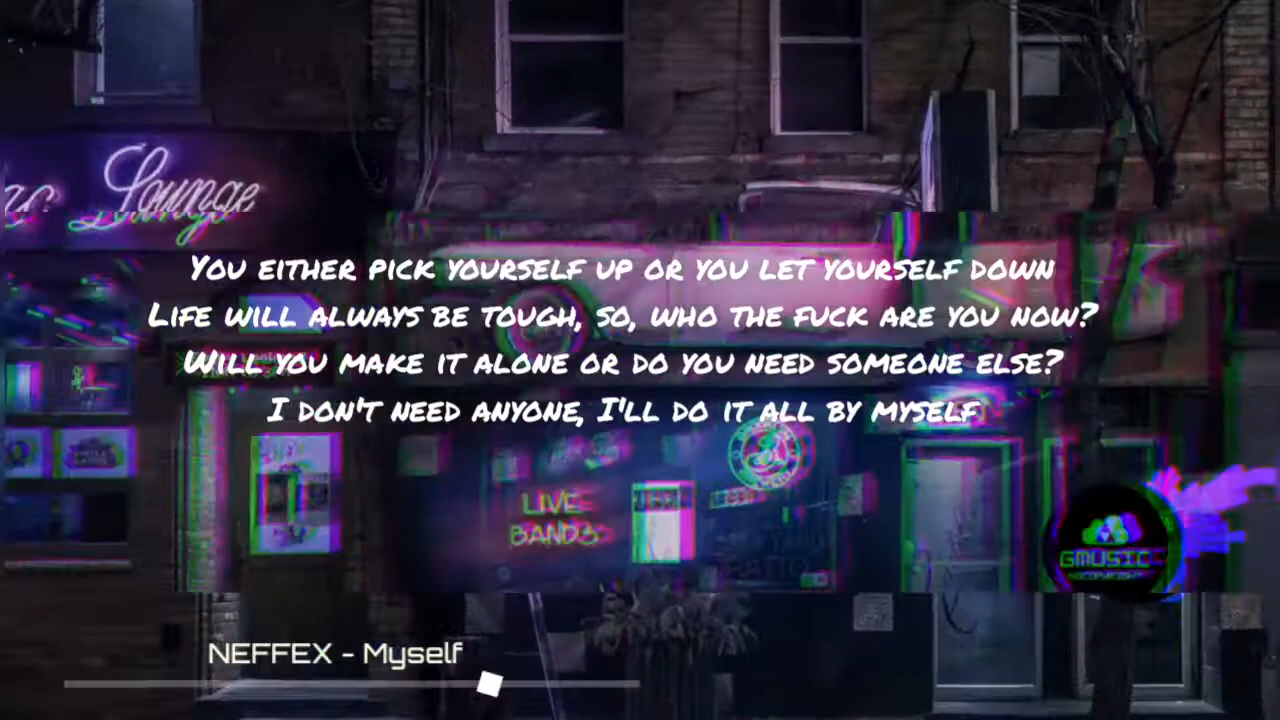 Lounge
You either pick yourself up or you let yourself down
Life will always be tough, so, who the fuck are you now?
Will you make it alone or do you need someone else?
I don't need anyone, I'll do it all by myself
LIVE
BANDS
GMUSIC
NEFFEX - Myself